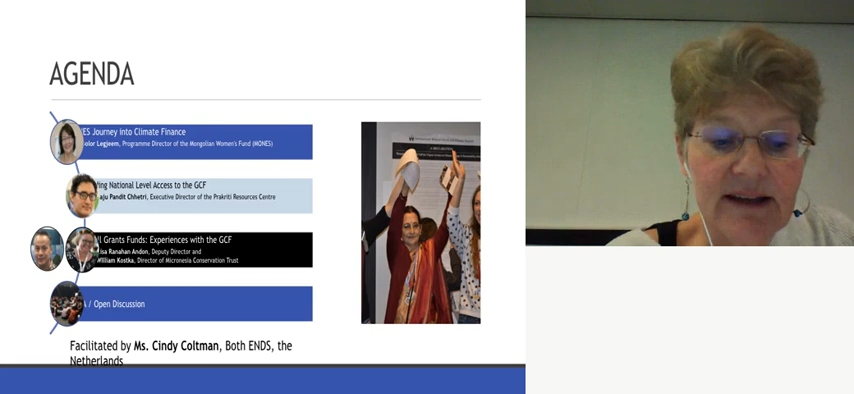 AGENDA
ES Journey into Climate Finance
olor Legjeem, Programme Director of the Mongolian Women's Fund (MONES)
ing National Level Access to the GCF
aju Pandit Chhetri, Executive Director of the Prakriti Resources Centre
ll Grants Funds: Experiences with the GCF
isa Ranahan Andon, Deputy Director and
William Kostka, Director of Micronesia Conservation Trust
/ Open Discussion
Facilitated by Ms. Cindy Coltman, Both ENDS, the
Netherlands